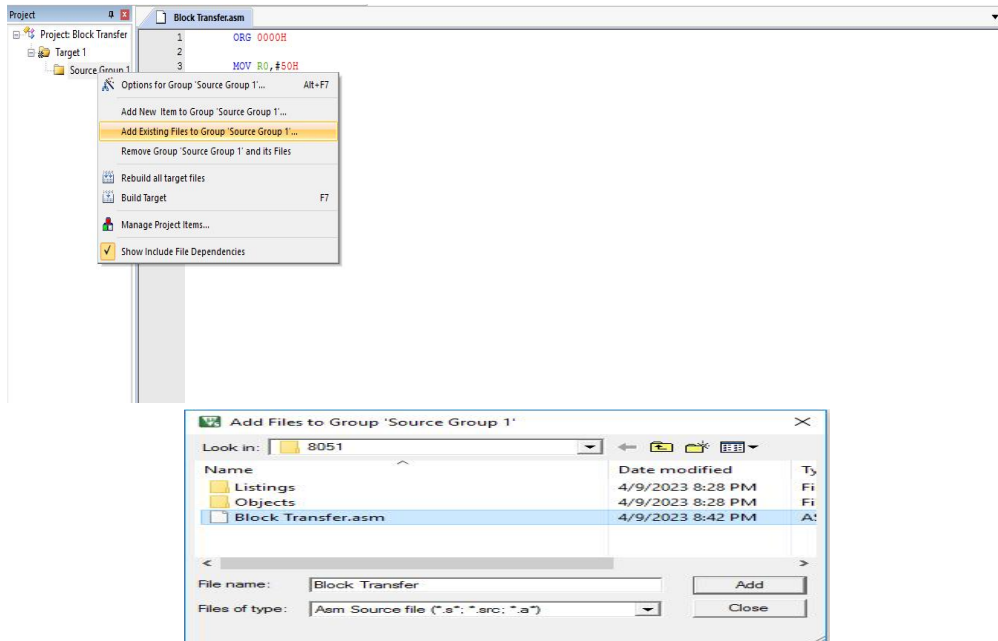 Project
Block Transfer.asm
Project: Block Transfer
Target 1
Source Group 1
1 ORG 0000H
2
3 MOV R0,#50H
Options for Group 'Source Group 1'... Alt+F7
Add New Item to Group 'Source Group 1'...
Add Existing Files to Group 'Source Group 1'...
Remove Group 'Source Group 1' and its Files
Rebuild all target files
Build Target F7
Manage Project Items...
Show Include File Dependencies
Add Files to Group 'Source Group 1'
Look in: 8051
Name Date modified Ty
Listings 4/9/2023 8:28 PM Fi
Objects 4/9/2023 8:28 PM Fi
Block Transfer.asm 4/9/2023 8:42 PM A
File name: Block Transfer Add
Files of type: Asm Source file (*.s*; *.src; *.a*) Close